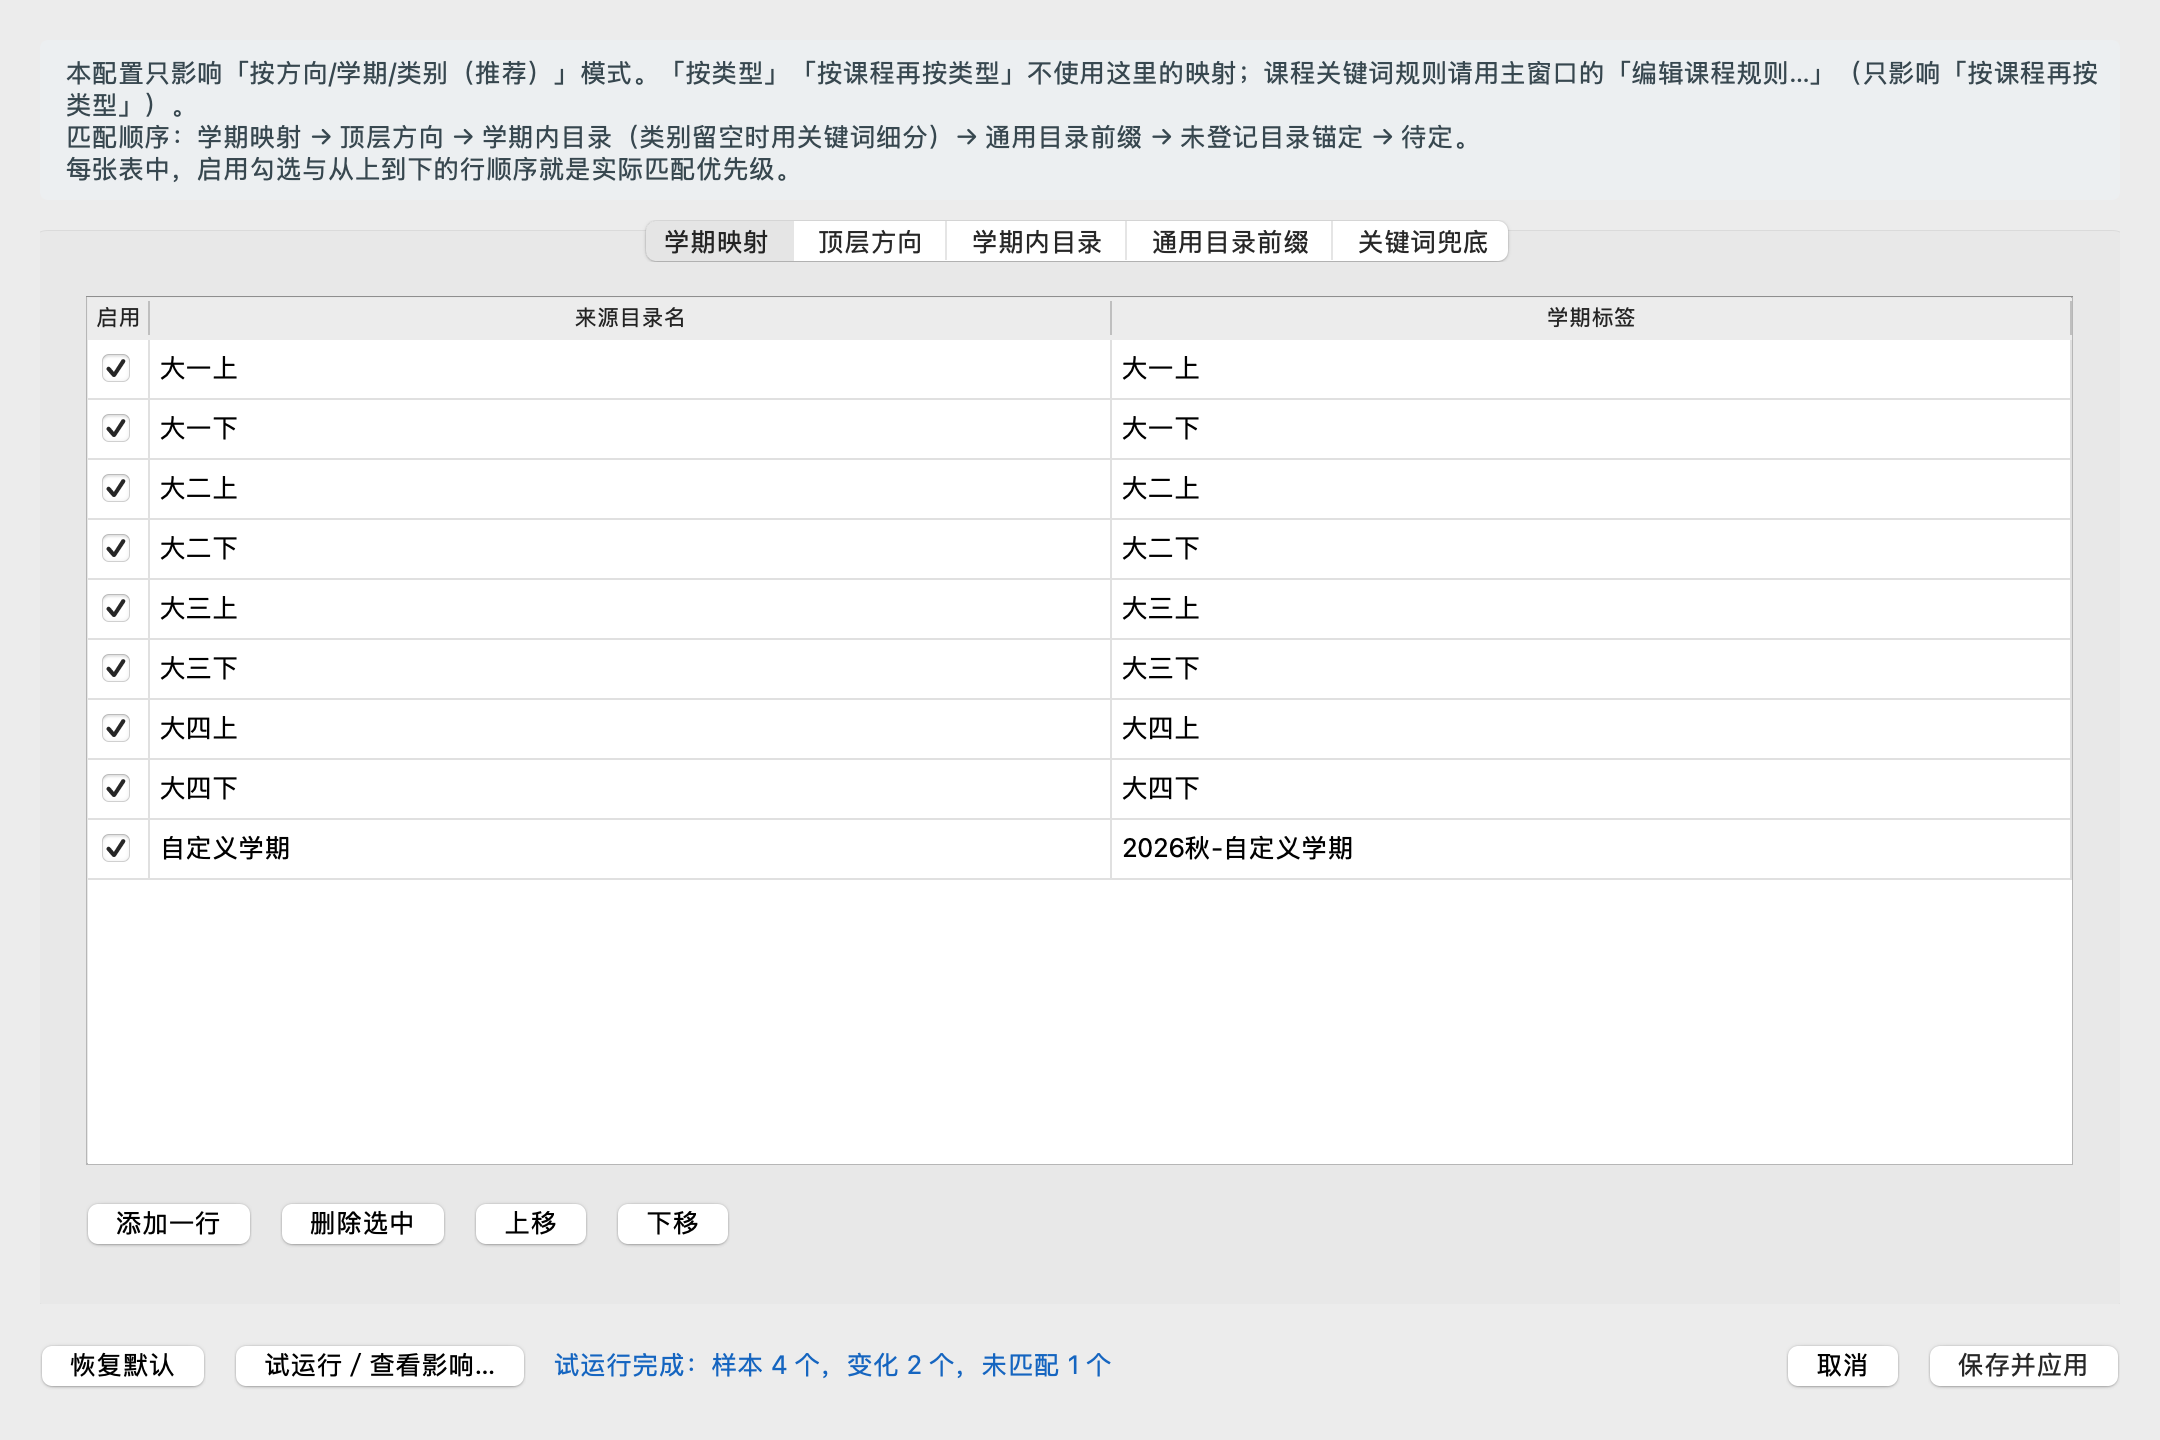 本配置只影响「按方向/学期/类别（推荐）」模式。「按类型」「按课程再按类型」不使用这里的映射；课程关键词规则请用主窗口的「编辑课程规则...」（只影响「按课程再按
类型」）。
匹配顺序：学期映射 → 顶层方向 → 学期内目录（类别留空时用关键词细分）→ 通用目录前缀 → 未登记目录锚定 → 待定。
每张表中，启用勾选与从上到下的行顺序就是实际匹配优先级。
学期映射 顶层方向 学期内目录 通用目录前缀 关键词兜底
启用 来源目录名 学期标签
大一上 大一上
大一下 大一下
大二上 大二上
大二下 大二下
大三上 大三上
大三下 大三下
大四上 大四上
大四下 大四下
自定义学期 2026秋-自定义学期
添加一行 删除选中 上移 下移
恢复默认 试运行 / 查看影响... 试运行完成：样本 4 个，变化 2 个，未匹配 1 个 取消 保存并应用